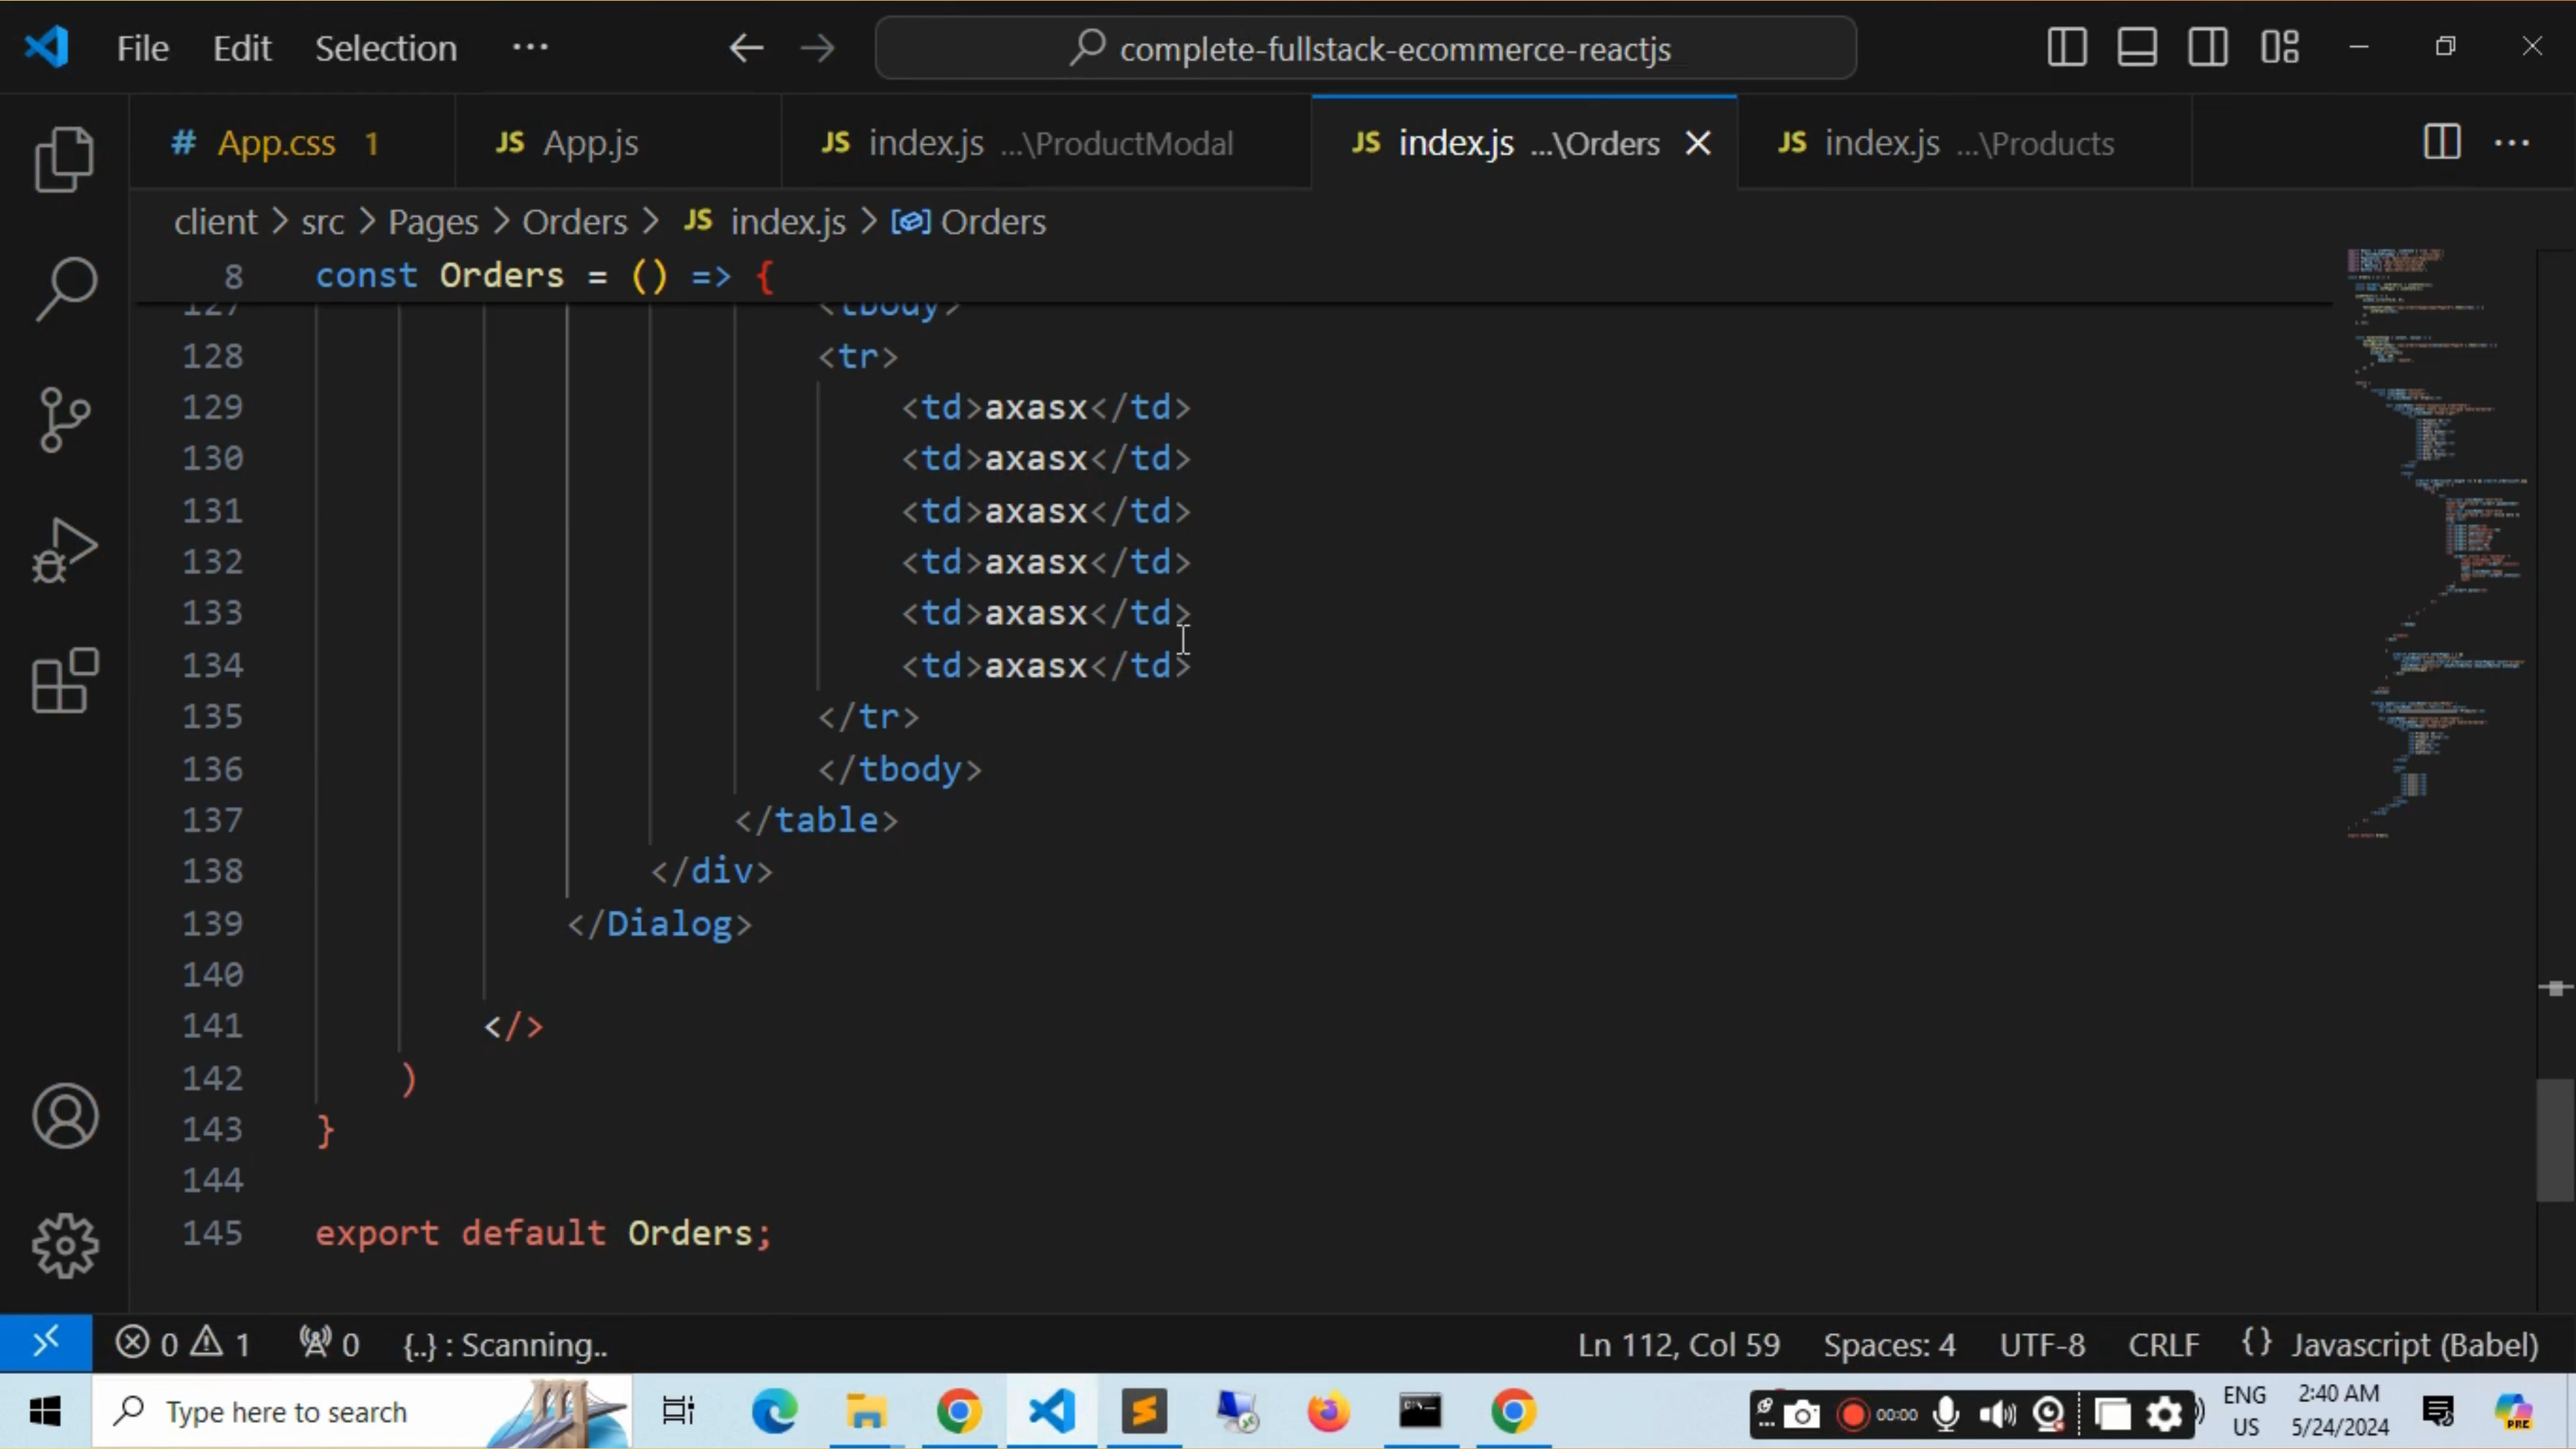 File Edit Selection ··· complete-fullstack-ecommerce-reactjs
# App.css 1 JS App.js JS index.js ...\ProductModal JS index.js ...\Orders JS index.js ...\Products ···
client > src > Pages > Orders > JS index.js > Orders
8 const Orders = () => {
127 <tbody>
128 <tr>
129 <td>axasx</td>
130 <td>axasx</td>
131 <td>axasx</td>
132 <td>axasx</td>
133 <td>axasx</td>
134 <td>axasx</td>
135 </tr>
136 </tbody>
137 </table>
138 </div>
139 </Dialog>
140
141 </>
142 )
143 }
144
145 export default Orders;
0 1 0 {..} : Scanning.. Ln 112, Col 59 Spaces: 4 UTF-8 CRLF {} Javascript (Babel)
Type here to search 00:00 ENG 2:40 AM
US 5/24/2024 PRE